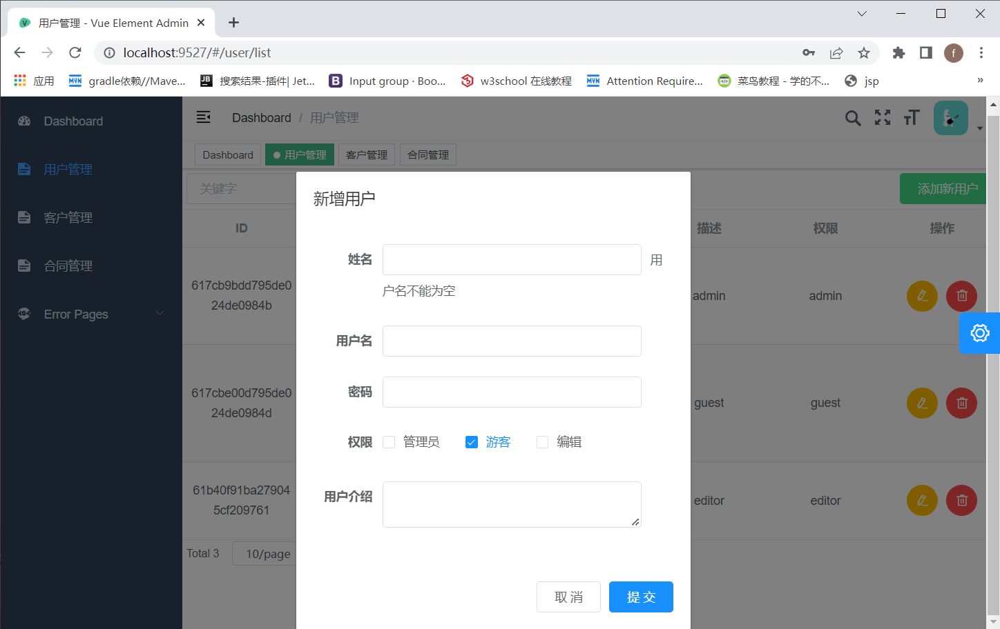 用户管理 - Vue Element Admin
localhost:9527/#/user/list
f
应用
MVN
gradle依赖//Mave...
JB
搜索结果-插件| Jet...
B
Input group · Boo...
w3school 在线教程
MVN
Attention Require...
菜鸟教程 - 学的不...
jsp
»
Dashboard
用户管理
客户管理
合同管理
404
Error Pages
Dashboard / 用户管理
Dashboard
用户管理
客户管理
合同管理
关键字
添加新用户
ID
描述
权限
操作
617cb9bdd795de0
24de0984b
admin
admin
617cbe00d795de0
24de0984d
guest
guest
61b40f91ba27904
5cf209761
editor
editor
Total 3
10/page
新增用户
姓名
用
户名不能为空
用户名
密码
权限
管理员
游客
编辑
用户介绍
取 消
提 交